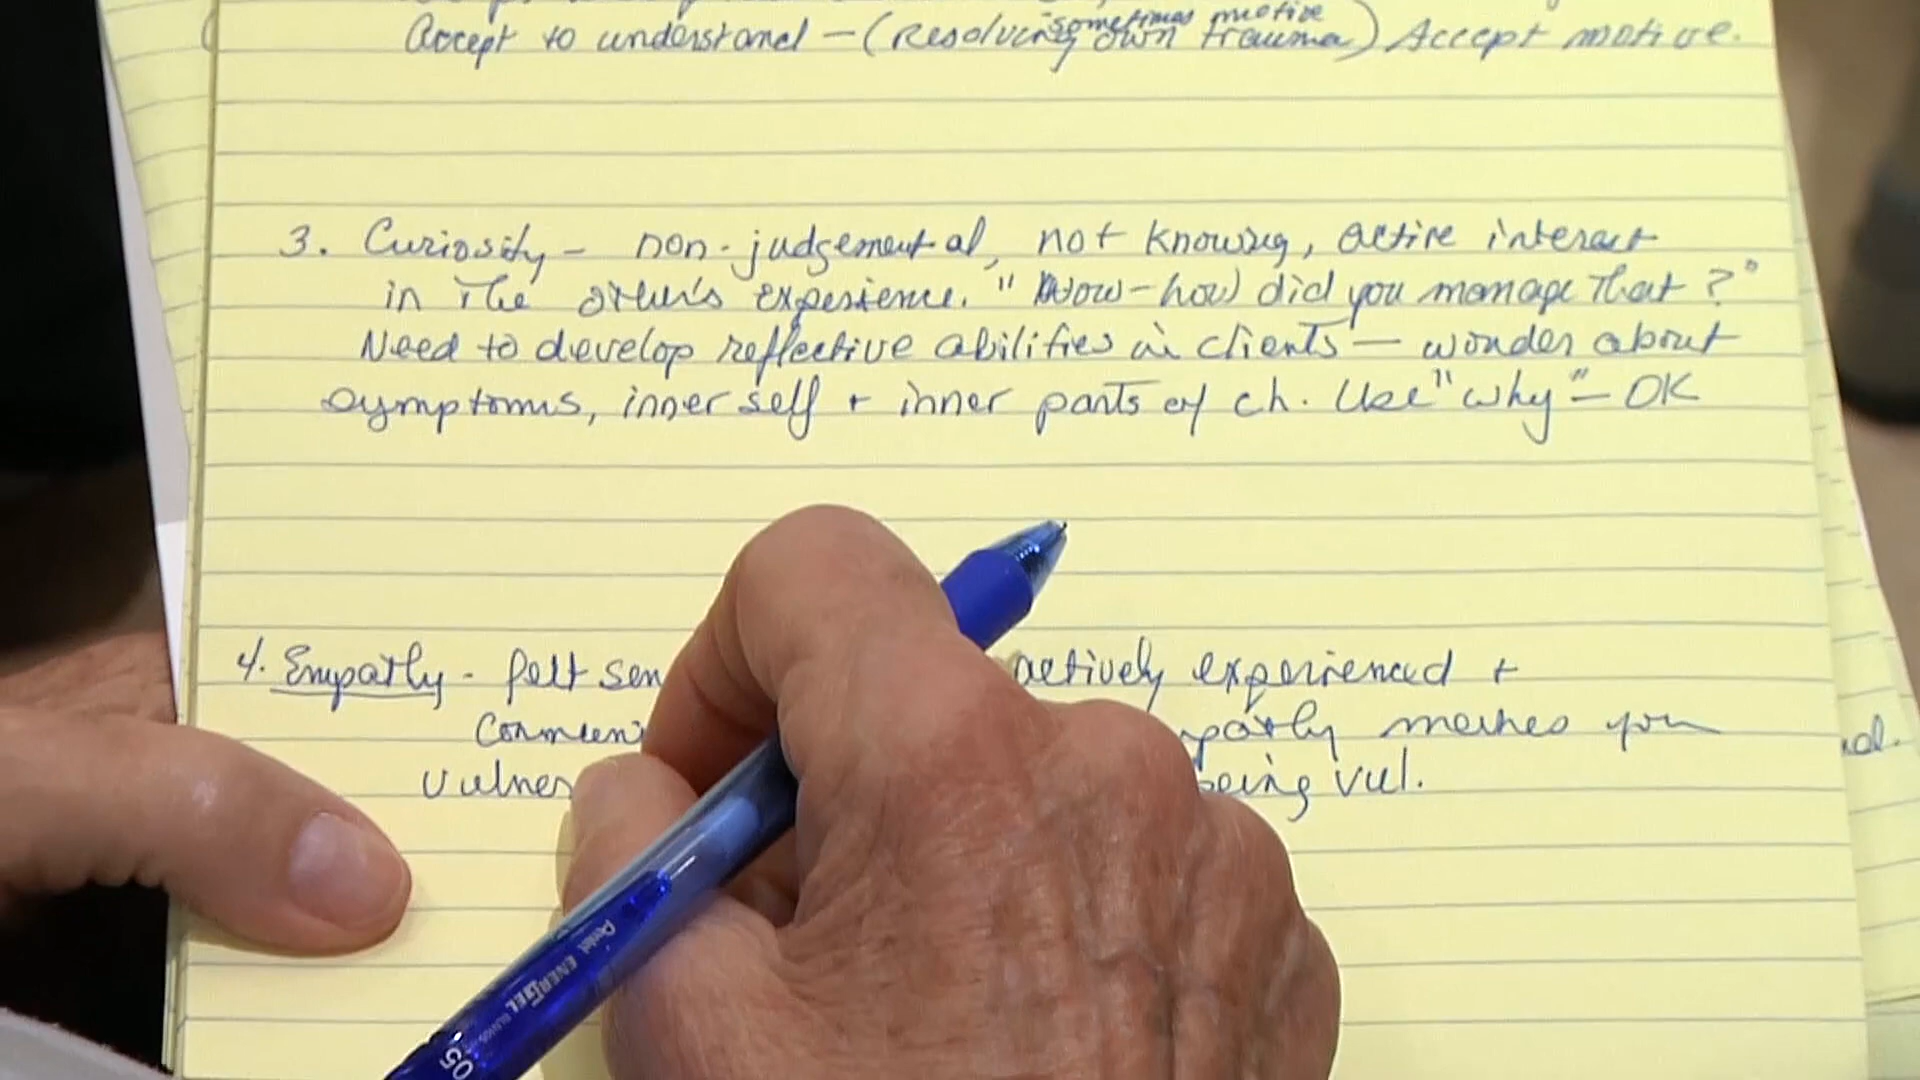 sometimes motive
Accept to understand - (Resolving own trauma) Accept motive.
3. Curiosity - non-judgemental, not knowing, active interest
in the other's experience. "Wow-how did you manage that?"
Need to develop reflective abilities in clients - wonder about
symptoms, inner self + inner parts of ch. Use "why" - OK
4. Empathy - felt sen actively experienced +
Communi pathy makes you
Vulner being vul.
Pentel ENERGEL
05